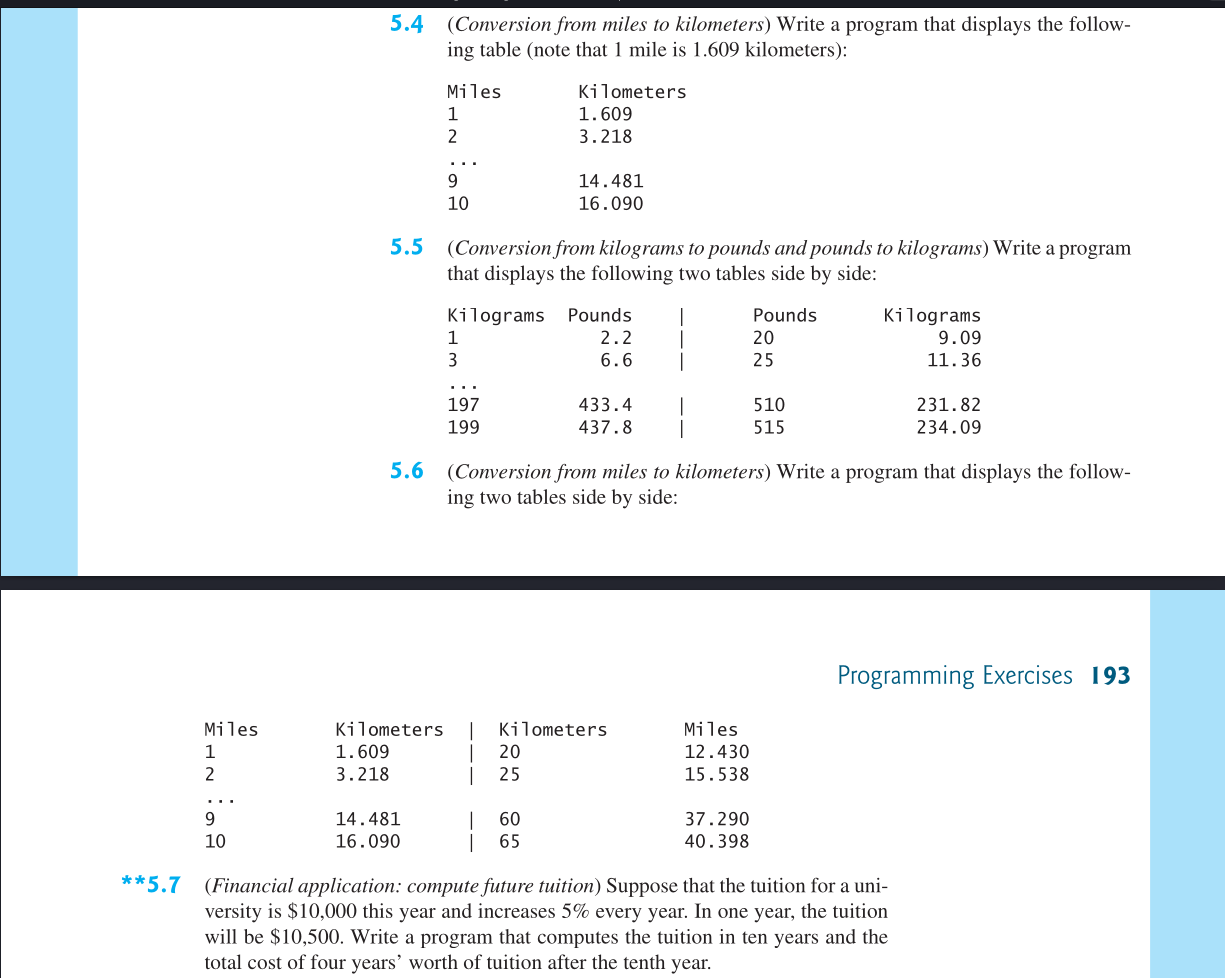 5.4 (Conversion from miles to kilometers) Write a program that displays the follow-
ing table (note that 1 mile is 1.609 kilometers):
Miles Kilometers
1 1.609
2 3.218
...
9 14.481
10 16.090
5.5 (Conversion from kilograms to pounds and pounds to kilograms) Write a program
that displays the following two tables side by side:
Kilograms Pounds | Pounds Kilograms
1 2.2 | 20 9.09
3 6.6 | 25 11.36
...
197 433.4 | 510 231.82
199 437.8 | 515 234.09
5.6 (Conversion from miles to kilometers) Write a program that displays the follow-
ing two tables side by side:
Programming Exercises 193
Miles Kilometers | Kilometers Miles
1 1.609 | 20 12.430
2 3.218 | 25 15.538
...
9 14.481 | 60 37.290
10 16.090 | 65 40.398
**5.7 (Financial application: compute future tuition) Suppose that the tuition for a uni-
versity is $10,000 this year and increases 5% every year. In one year, the tuition
will be $10,500. Write a program that computes the tuition in ten years and the
total cost of four years’ worth of tuition after the tenth year.